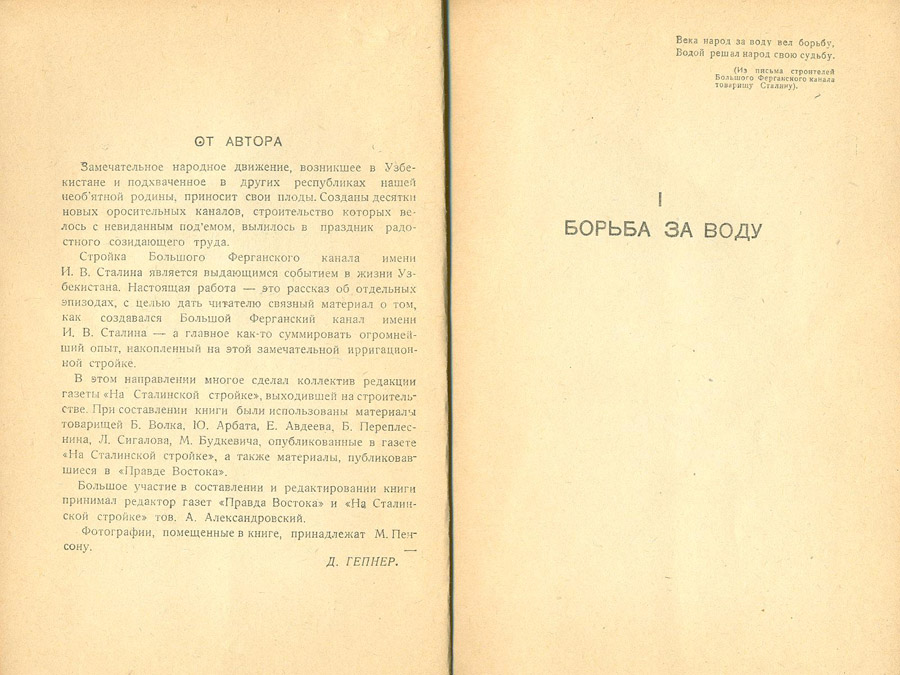 ОТ АВТОРА
Замечательное народное движение, возникшее в Узбе-
кистане и подхваченное в других республиках нашей
необ'ятной родины, приносит свои плоды. Созданы десятки
новых оросительных каналов, строительство которых ве-
лось с невиданным под'емом, вылилось в праздник радо-
стного созидающего труда.
Стройка Большого Ферганского канала имени
И. В. Сталина является выдающимся событием в жизни Уз-
бекистана. Настоящая работа — это рассказ об отдельных
эпизодах, с целью дать читателю связный материал о том,
как создавался Большой Ферганский канал имени
И. В. Сталина — а главное как-то суммировать огромней-
ший опыт, накопленный на этой замечательной ирригацион-
ной стройке.
В этом направлении многое сделал коллектив редакции
газеты «На Сталинской стройке», выходившей на строитель-
стве. При составлении книги были использованы материалы
товарищей Б. Волка, Ю. Арбата, Е. Авдеева, Б. Переплес-
нина, Л. Сигалова, М. Будкевича, опубликованные в газете
«На Сталинской стройке», а также материалы, публиковав-
шиеся в «Правде Востока».
Большое участие в составлении и редактировании книги
принимал редактор газет «Правда Востока» и «На Сталин-
ской стройке» тов. А. Александровский.
Фотографии, помещенные в книге, принадлежат М. Пен-
сону.
Д. ГЕПНЕР.
Века народ за воду вел борьбу,
Водой решал народ свою судьбу.
(Из письма строителей
Большого Ферганского канала
товарищу Сталину).
I
БОРЬБА ЗА ВОДУ